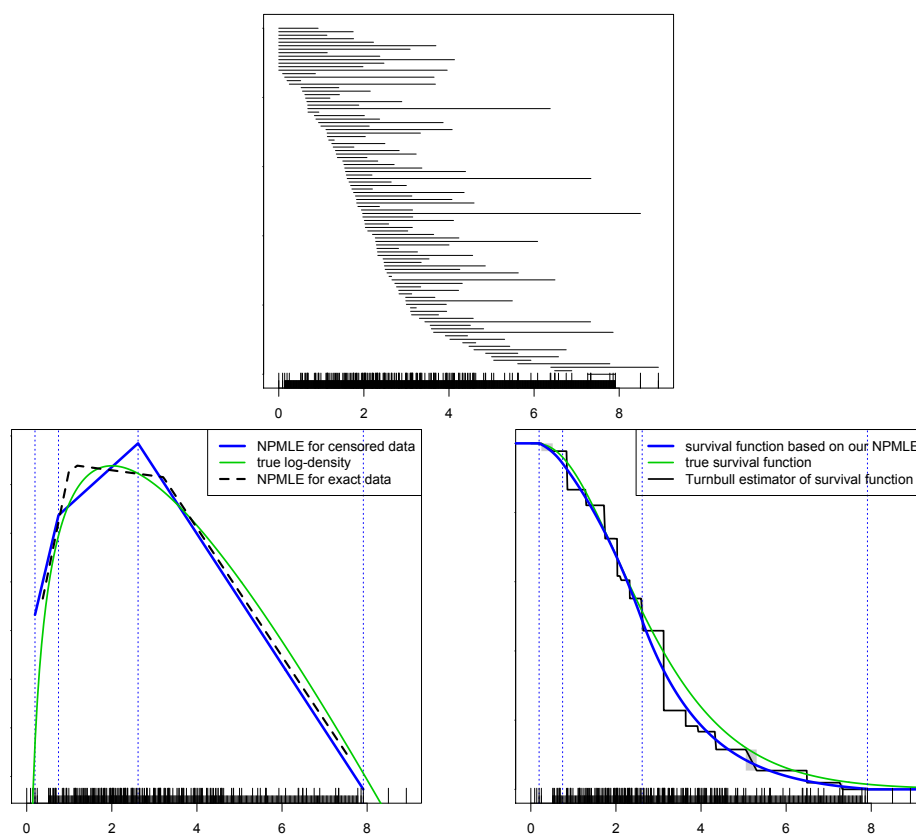 0 2 4 6 8
NPMLE for censored data
true log-density
NPMLE for exact data
0 2 4 6 8
survival function based on our NPMLE
true survival function
Turnbull estimator of survival function
0 2 4 6 8